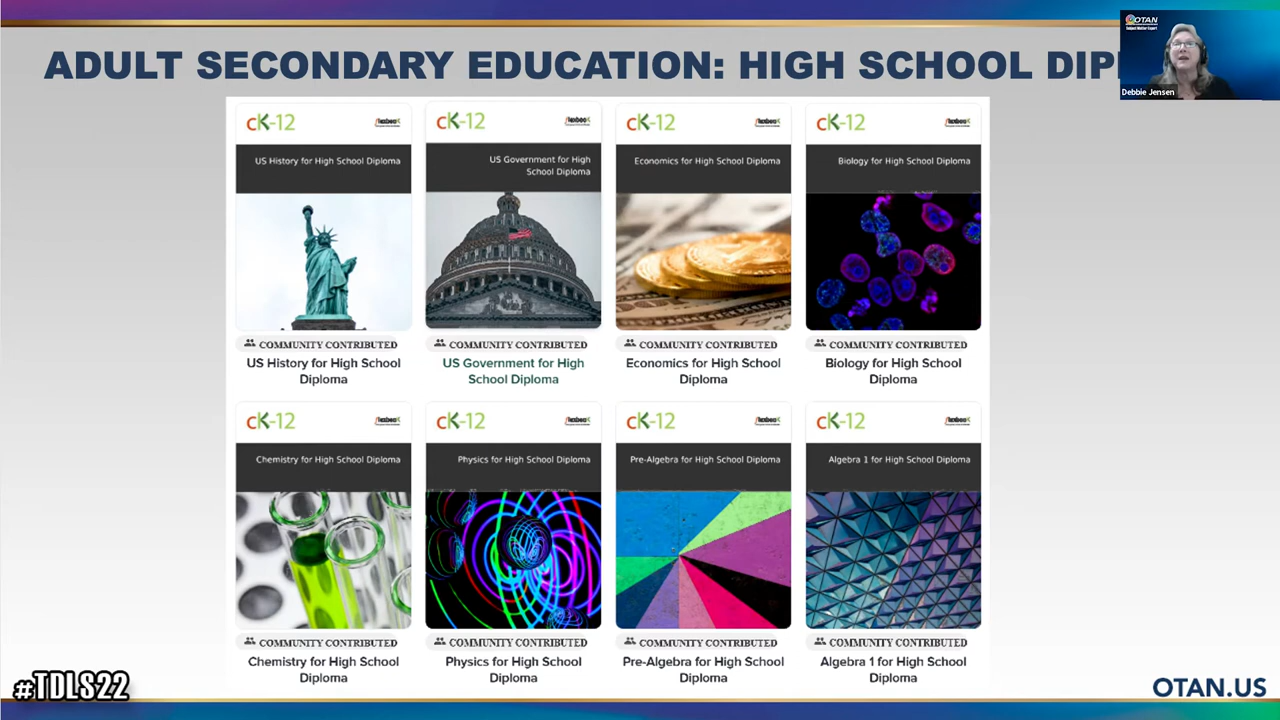 ADULT SECONDARY EDUCATION: HIGH SCHOOL DIP
OTAN
Subject Matter Expert
Debbie Jensen
cK-12
US History for High School Diploma
COMMUNITY CONTRIBUTED
US History for High School
Diploma
cK-12
US Government for High
School Diploma
COMMUNITY CONTRIBUTED
US Government for High
School Diploma
cK-12
Economics for High School Diploma
COMMUNITY CONTRIBUTED
Economics for High School
Diploma
cK-12
Biology for High School Diploma
COMMUNITY CONTRIBUTED
Biology for High School
Diploma
cK-12
Chemistry for High School Diploma
COMMUNITY CONTRIBUTED
Chemistry for High School
Diploma
cK-12
Physics for High School Diploma
COMMUNITY CONTRIBUTED
Physics for High School
Diploma
cK-12
Pre-Algebra for High School Diploma
COMMUNITY CONTRIBUTED
Pre-Algebra for High School
Diploma
cK-12
Algebra 1 for High School Diploma
COMMUNITY CONTRIBUTED
Algebra 1 for High School
Diploma
#TDLS22
OTAN.US